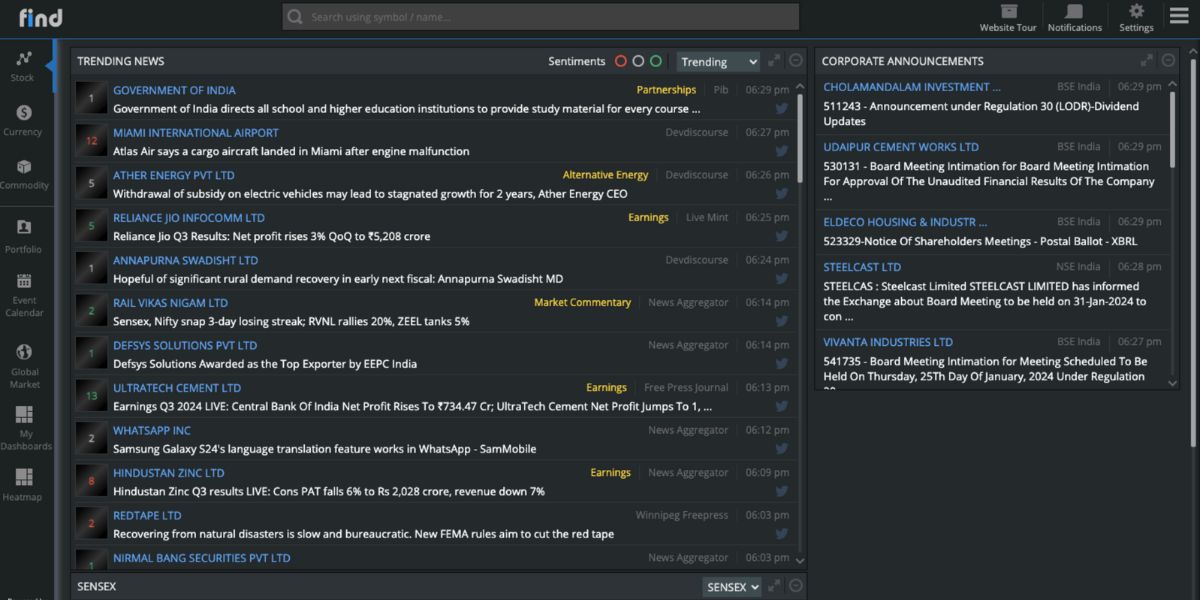 find
Search using symbol / name...
Website Tour
Notifications
Settings
Stock
Currency
Commodity
Portfolio
Event
Calendar
Global
Market
My
Dashboards
Heatmap
TRENDING NEWS
Sentiments
Trending
1
GOVERNMENT OF INDIA
Partnerships
Pib
06:29 pm
Government of India directs all school and higher education institutions to provide study material for every course ...
12
MIAMI INTERNATIONAL AIRPORT
Devdiscourse
06:27 pm
Atlas Air says a cargo aircraft landed in Miami after engine malfunction
5
ATHER ENERGY PVT LTD
Alternative Energy
Devdiscourse
06:26 pm
Withdrawal of subsidy on electric vehicles may lead to stagnated growth for 2 years, Ather Energy CEO
5
RELIANCE JIO INFOCOMM LTD
Earnings
Live Mint
06:25 pm
Reliance Jio Q3 Results: Net profit rises 3% QoQ to ₹5,208 crore
1
ANNAPURNA SWADISHT LTD
Devdiscourse
06:24 pm
Hopeful of significant rural demand recovery in early next fiscal: Annapurna Swadisht MD
2
RAIL VIKAS NIGAM LTD
Market Commentary
News Aggregator
06:14 pm
Sensex, Nifty snap 3-day losing streak; RVNL rallies 20%, ZEEL tanks 5%
1
DEFSYS SOLUTIONS PVT LTD
News Aggregator
06:14 pm
Defsys Solutions Awarded as the Top Exporter by EEPC India
13
ULTRATECH CEMENT LTD
Earnings
Free Press Journal
06:13 pm
Earnings Q3 2024 LIVE: Central Bank Of India Net Profit Rises To ₹734.47 Cr; UltraTech Cement Net Profit Jumps To 1, ...
2
WHATSAPP INC
News Aggregator
06:12 pm
Samsung Galaxy S24's language translation feature works in WhatsApp - SamMobile
8
HINDUSTAN ZINC LTD
Earnings
News Aggregator
06:09 pm
Hindustan Zinc Q3 results LIVE: Cons PAT falls 6% to Rs 2,028 crore, revenue down 7%
2
REDTAPE LTD
Winnipeg Freepress
06:03 pm
Recovering from natural disasters is slow and bureaucratic. New FEMA rules aim to cut the red tape
1
NIRMAL BANG SECURITIES PVT LTD
News Aggregator
06:03 pm
SENSEX
SENSEX
CORPORATE ANNOUNCEMENTS
CHOLAMANDALAM INVESTMENT ...
BSE India
06:29 pm
511243 - Announcement under Regulation 30 (LODR)-Dividend
Updates
UDAIPUR CEMENT WORKS LTD
BSE India
06:29 pm
530131 - Board Meeting Intimation for Board Meeting Intimation
For Approval Of The Unaudited Financial Results Of The Company
...
ELDECO HOUSING & INDUSTR ...
BSE India
06:29 pm
523329-Notice Of Shareholders Meetings - Postal Ballot - XBRL
STEELCAST LTD
NSE India
06:28 pm
STEELCAS : Steelcast Limited STEELCAST LIMITED has informed
the Exchange about Board Meeting to be held on 31-Jan-2024 to
con ...
VIVANTA INDUSTRIES LTD
BSE India
06:27 pm
541735 - Board Meeting Intimation for Meeting Scheduled To Be
Held On Thursday, 25Th Day Of January, 2024 Under Regulation